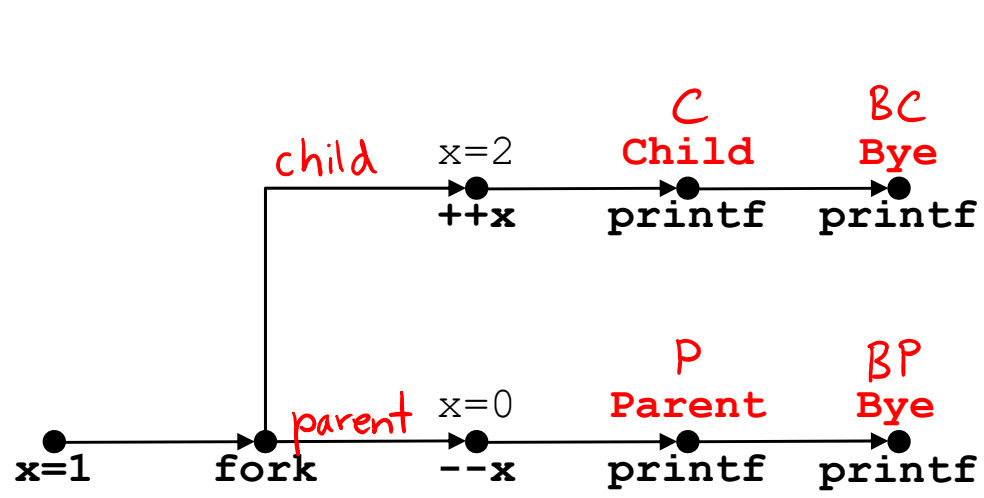 C BC
child x=2 Child Bye
++x printf printf
P BP
parent x=0 Parent Bye
x=1 fork --x printf printf